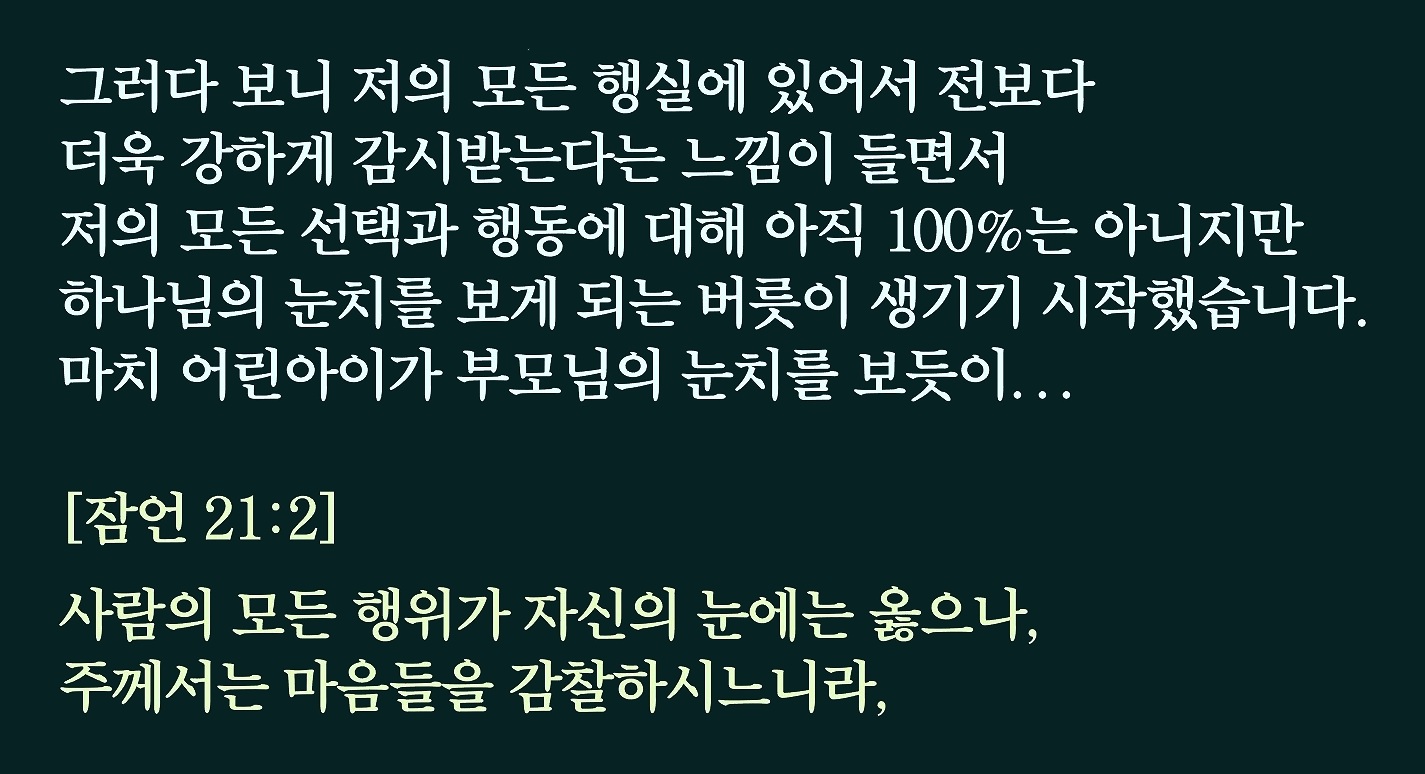 그러다 보니 저의 모든 행실에 있어서 전보다
더욱 강하게 감시받는다는 느낌이 들면서
저의 모든 선택과 행동에 대해 아직 100%는 아니지만
하나님의 눈치를 보게 되는 버릇이 생기기 시작했습니다.
마치 어린아이가 부모님의 눈치를 보듯이...
[잠언 21:2]
사람의 모든 행위가 자신의 눈에는 옳으나,
주께서는 마음들을 감찰하시느니라,